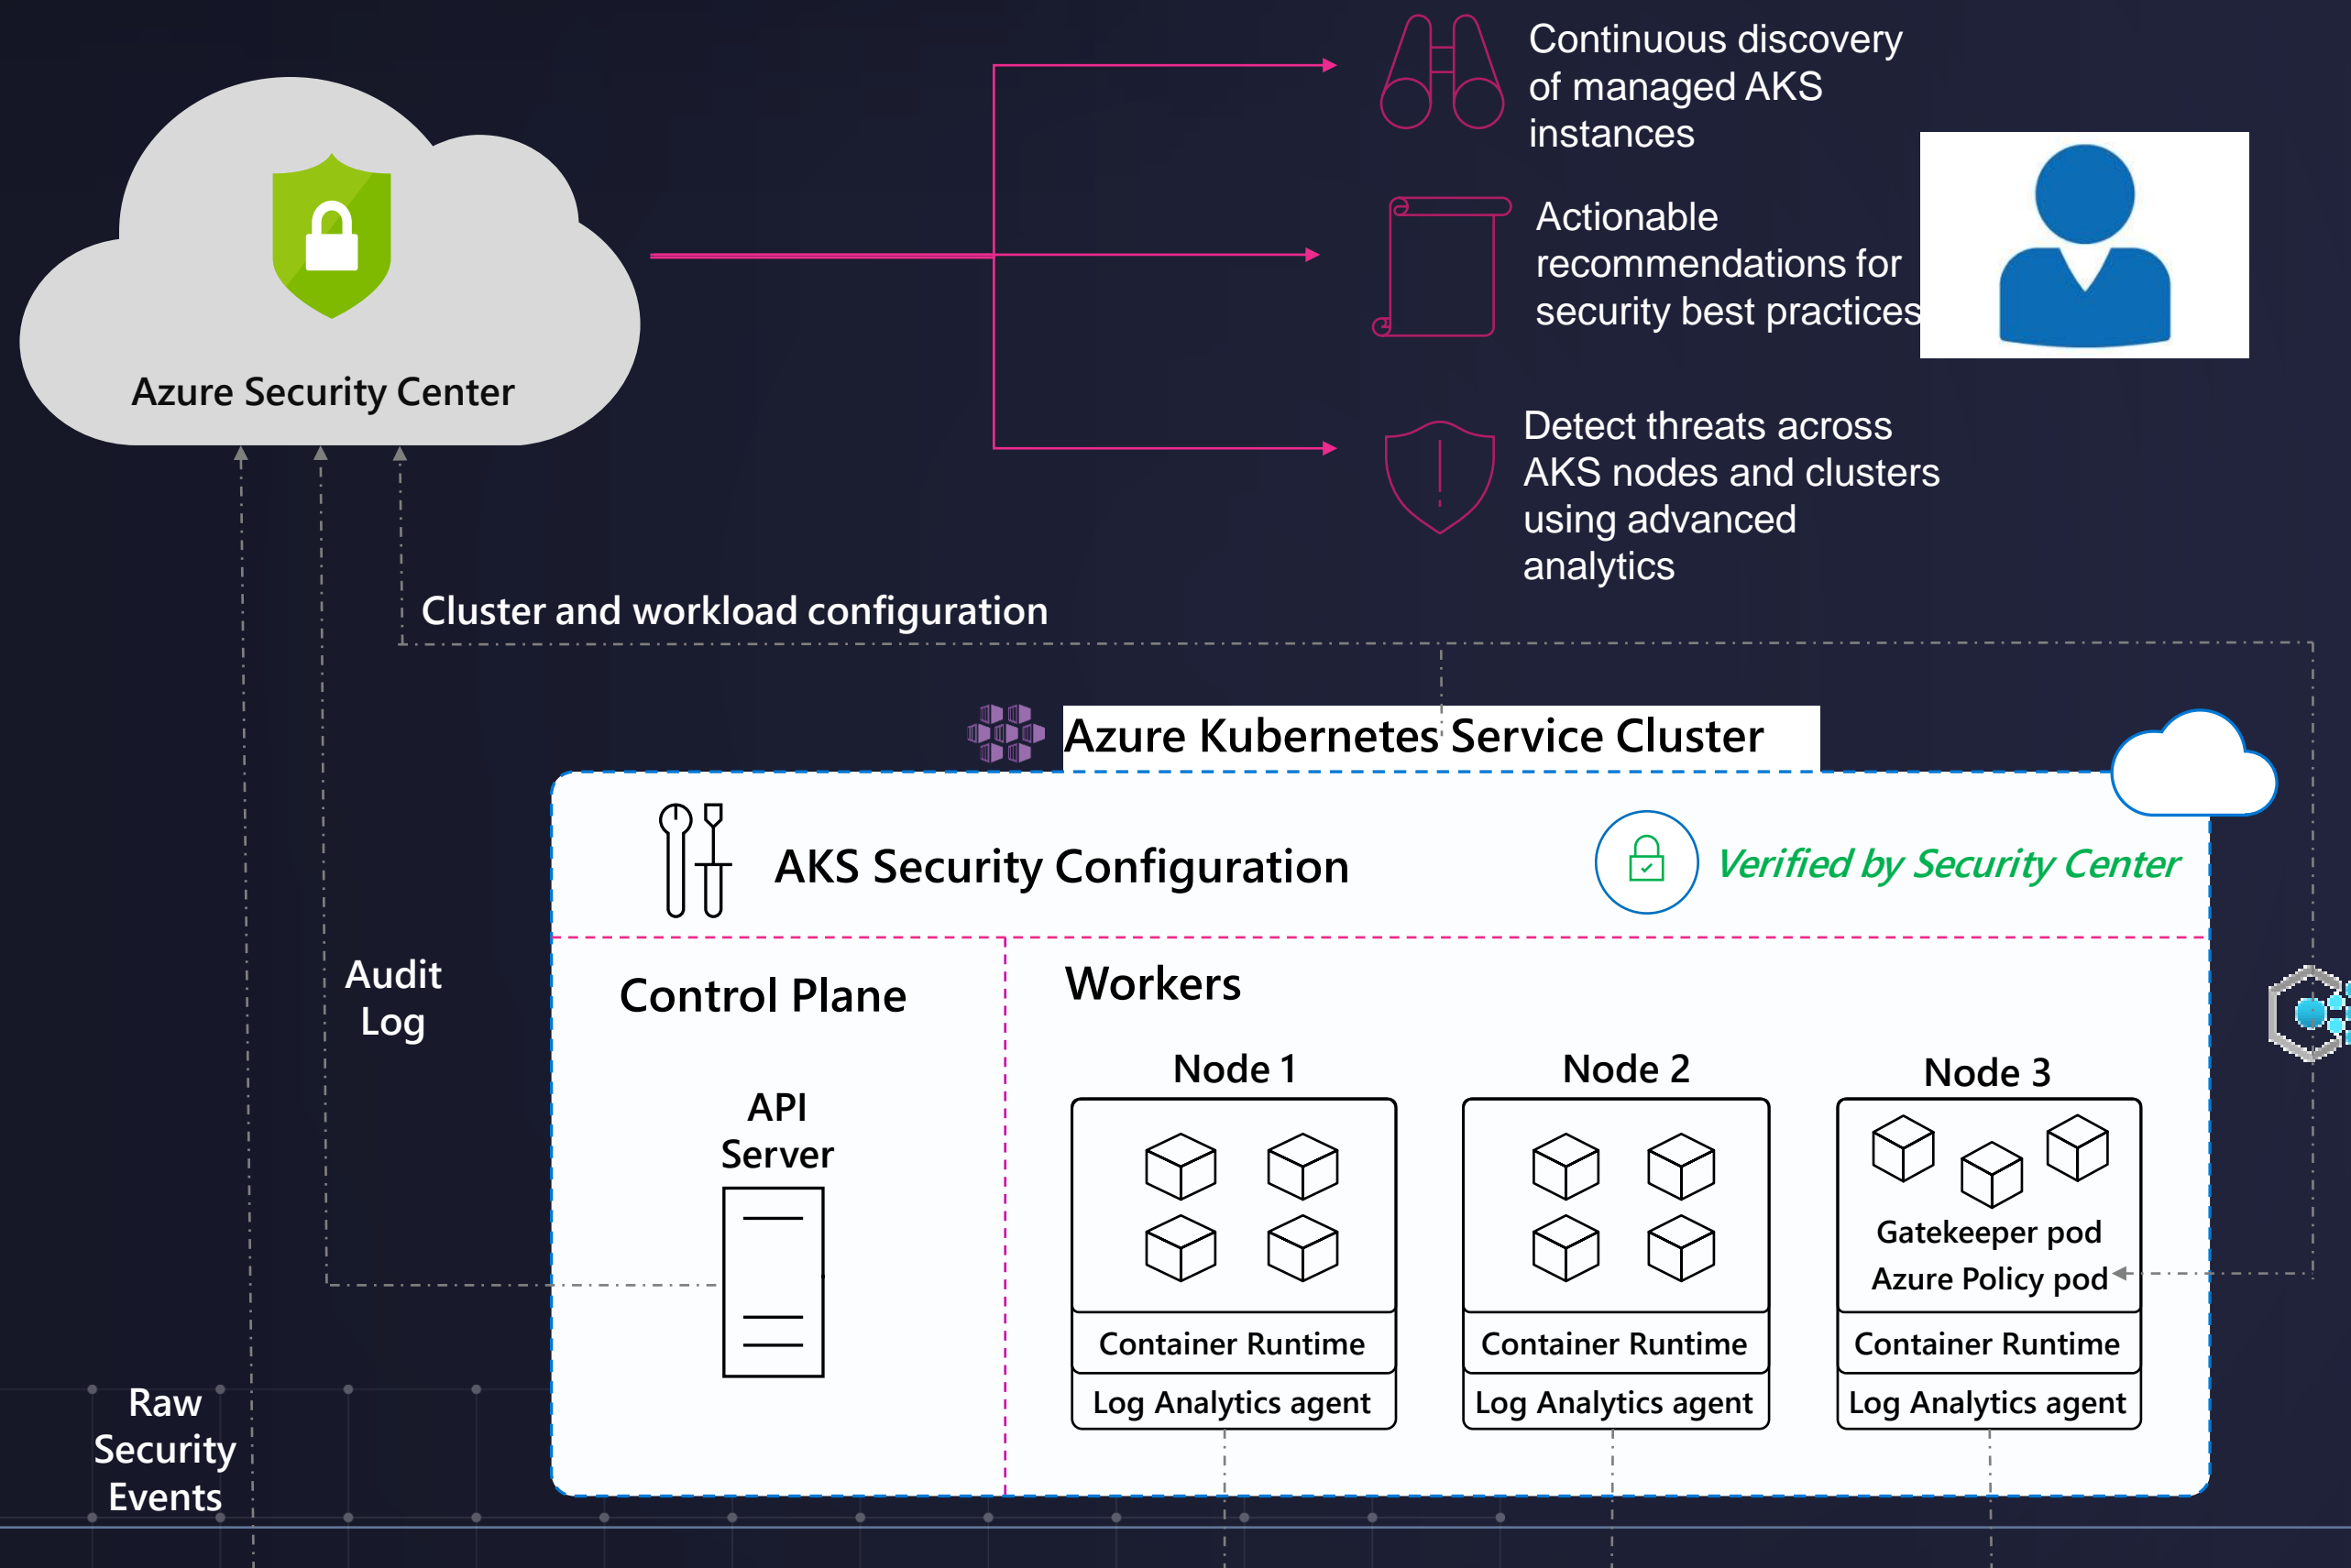 Continuous discovery
of managed AKS
instances
Actionable
recommendations for
security best practices
Azure Security Center
Detect threats across
AKS nodes and clusters
using advanced
analytics
Cluster and workload configuration
Azure Kubernetes Service Cluster
AKS Security Configuration
Verified by Security Center
Audit
Log
Control Plane
API
Server
Workers
Node 1
Container Runtime
Log Analytics agent
Node 2
Container Runtime
Log Analytics agent
Node 3
Gatekeeper pod
Azure Policy pod
Container Runtime
Log Analytics agent
Raw
Security
Events